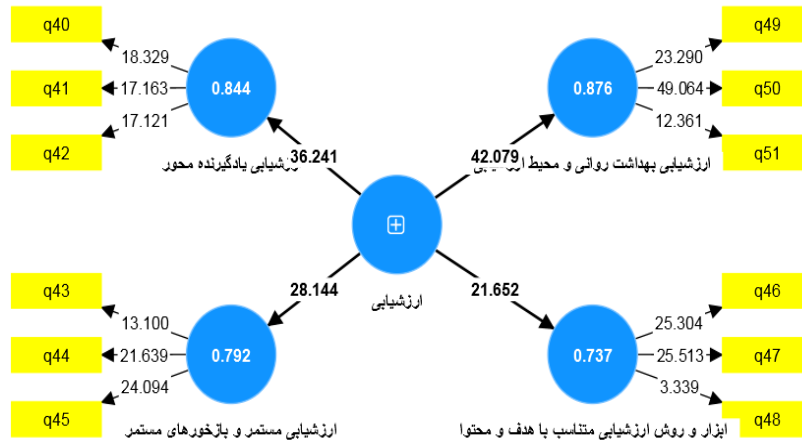 q40
q41
q42
18.329
17.163
17.121
0.844
ارزشیابی یادگیرنده محور
36.241
q49
q50
q51
23.290
49.064
12.361
0.876
ارزشیابی بهداشت روانی و محیط ارزشیابی
42.079
ارزشیابی
28.144
21.652
q43
q44
q45
13.100
21.639
24.094
0.792
ارزشیابی مستمر و بازخورهای مستمر
q46
q47
q48
25.304
25.513
3.339
0.737
ابزار و روش ارزشیابی متناسب با هدف و محتوا